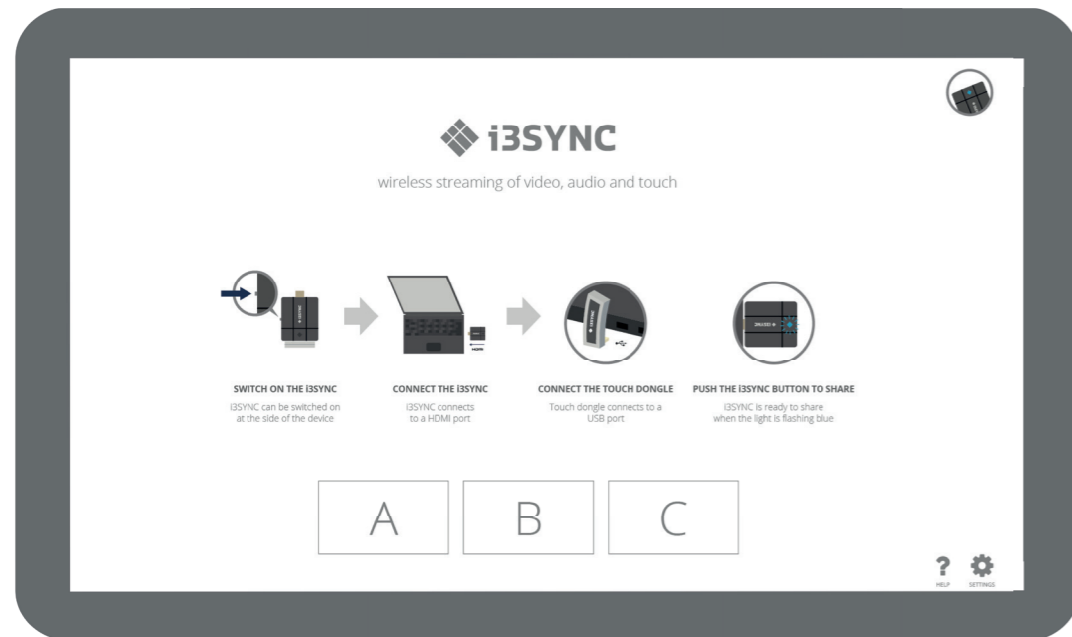 i3SYNC
wireless streaming of video, audio and touch
HDMI
SWITCH ON THE i3SYNC
i3SYNC can be switched on
at the side of the device
CONNECT THE i3SYNC
i3SYNC connects
to a HDMI port
CONNECT THE TOUCH DONGLE
Touch dongle connects to a
USB port
PUSH THE i3SYNC BUTTON TO SHARE
i3SYNC is ready to share
when the light is flashing blue
A
B
C
HELP
SETTINGS